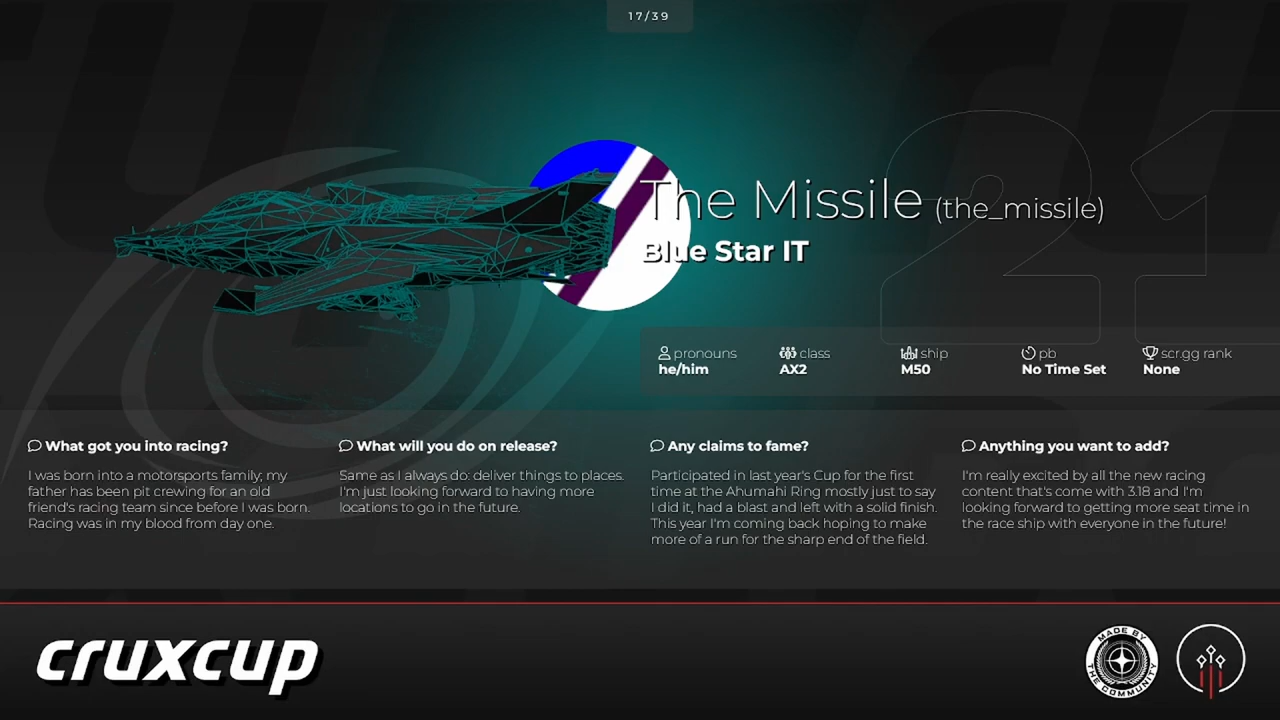 17/39
21
The Missile (the_missile)
Blue Star IT
pronouns
he/him
class
AX2
ship
M50
pb
No Time Set
scr.gg rank
None
What got you into racing?
I was born into a motorsports family; my
father has been pit crewing for an old
friend's racing team since before I was born.
Racing was in my blood from day one.
What will you do on release?
Same as I always do: deliver things to places.
I'm just looking forward to having more
locations to go in the future.
Any claims to fame?
Participated in last year's Cup for the first
time at the Ahumahi Ring mostly just to say
I did it, had a blast and left with a solid finish.
This year I'm coming back hoping to make
more of a run for the sharp end of the field.
Anything you want to add?
I'm really excited by all the new racing
content that's come with 3.18 and I'm
looking forward to getting more seat time in
the race ship with everyone in the future!
cruxcup
MADE BY
THE COMMUNITY